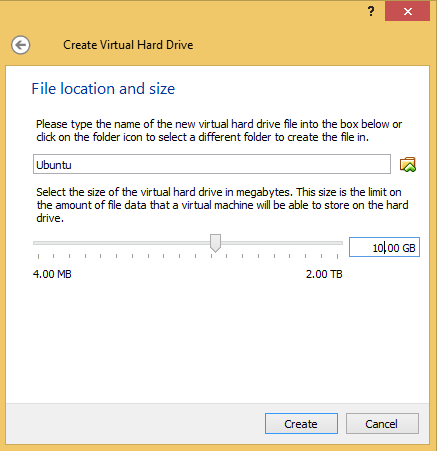 ?
Create Virtual Hard Drive
File location and size
Please type the name of the new virtual hard drive file into the box below or
click on the folder icon to select a different folder to create the file in.
Ubuntu
Select the size of the virtual hard drive in megabytes. This size is the limit on
the amount of file data that a virtual machine will be able to store on the hard
drive.
10.00 GB
4.00 MB 2.00 TB
Create Cancel